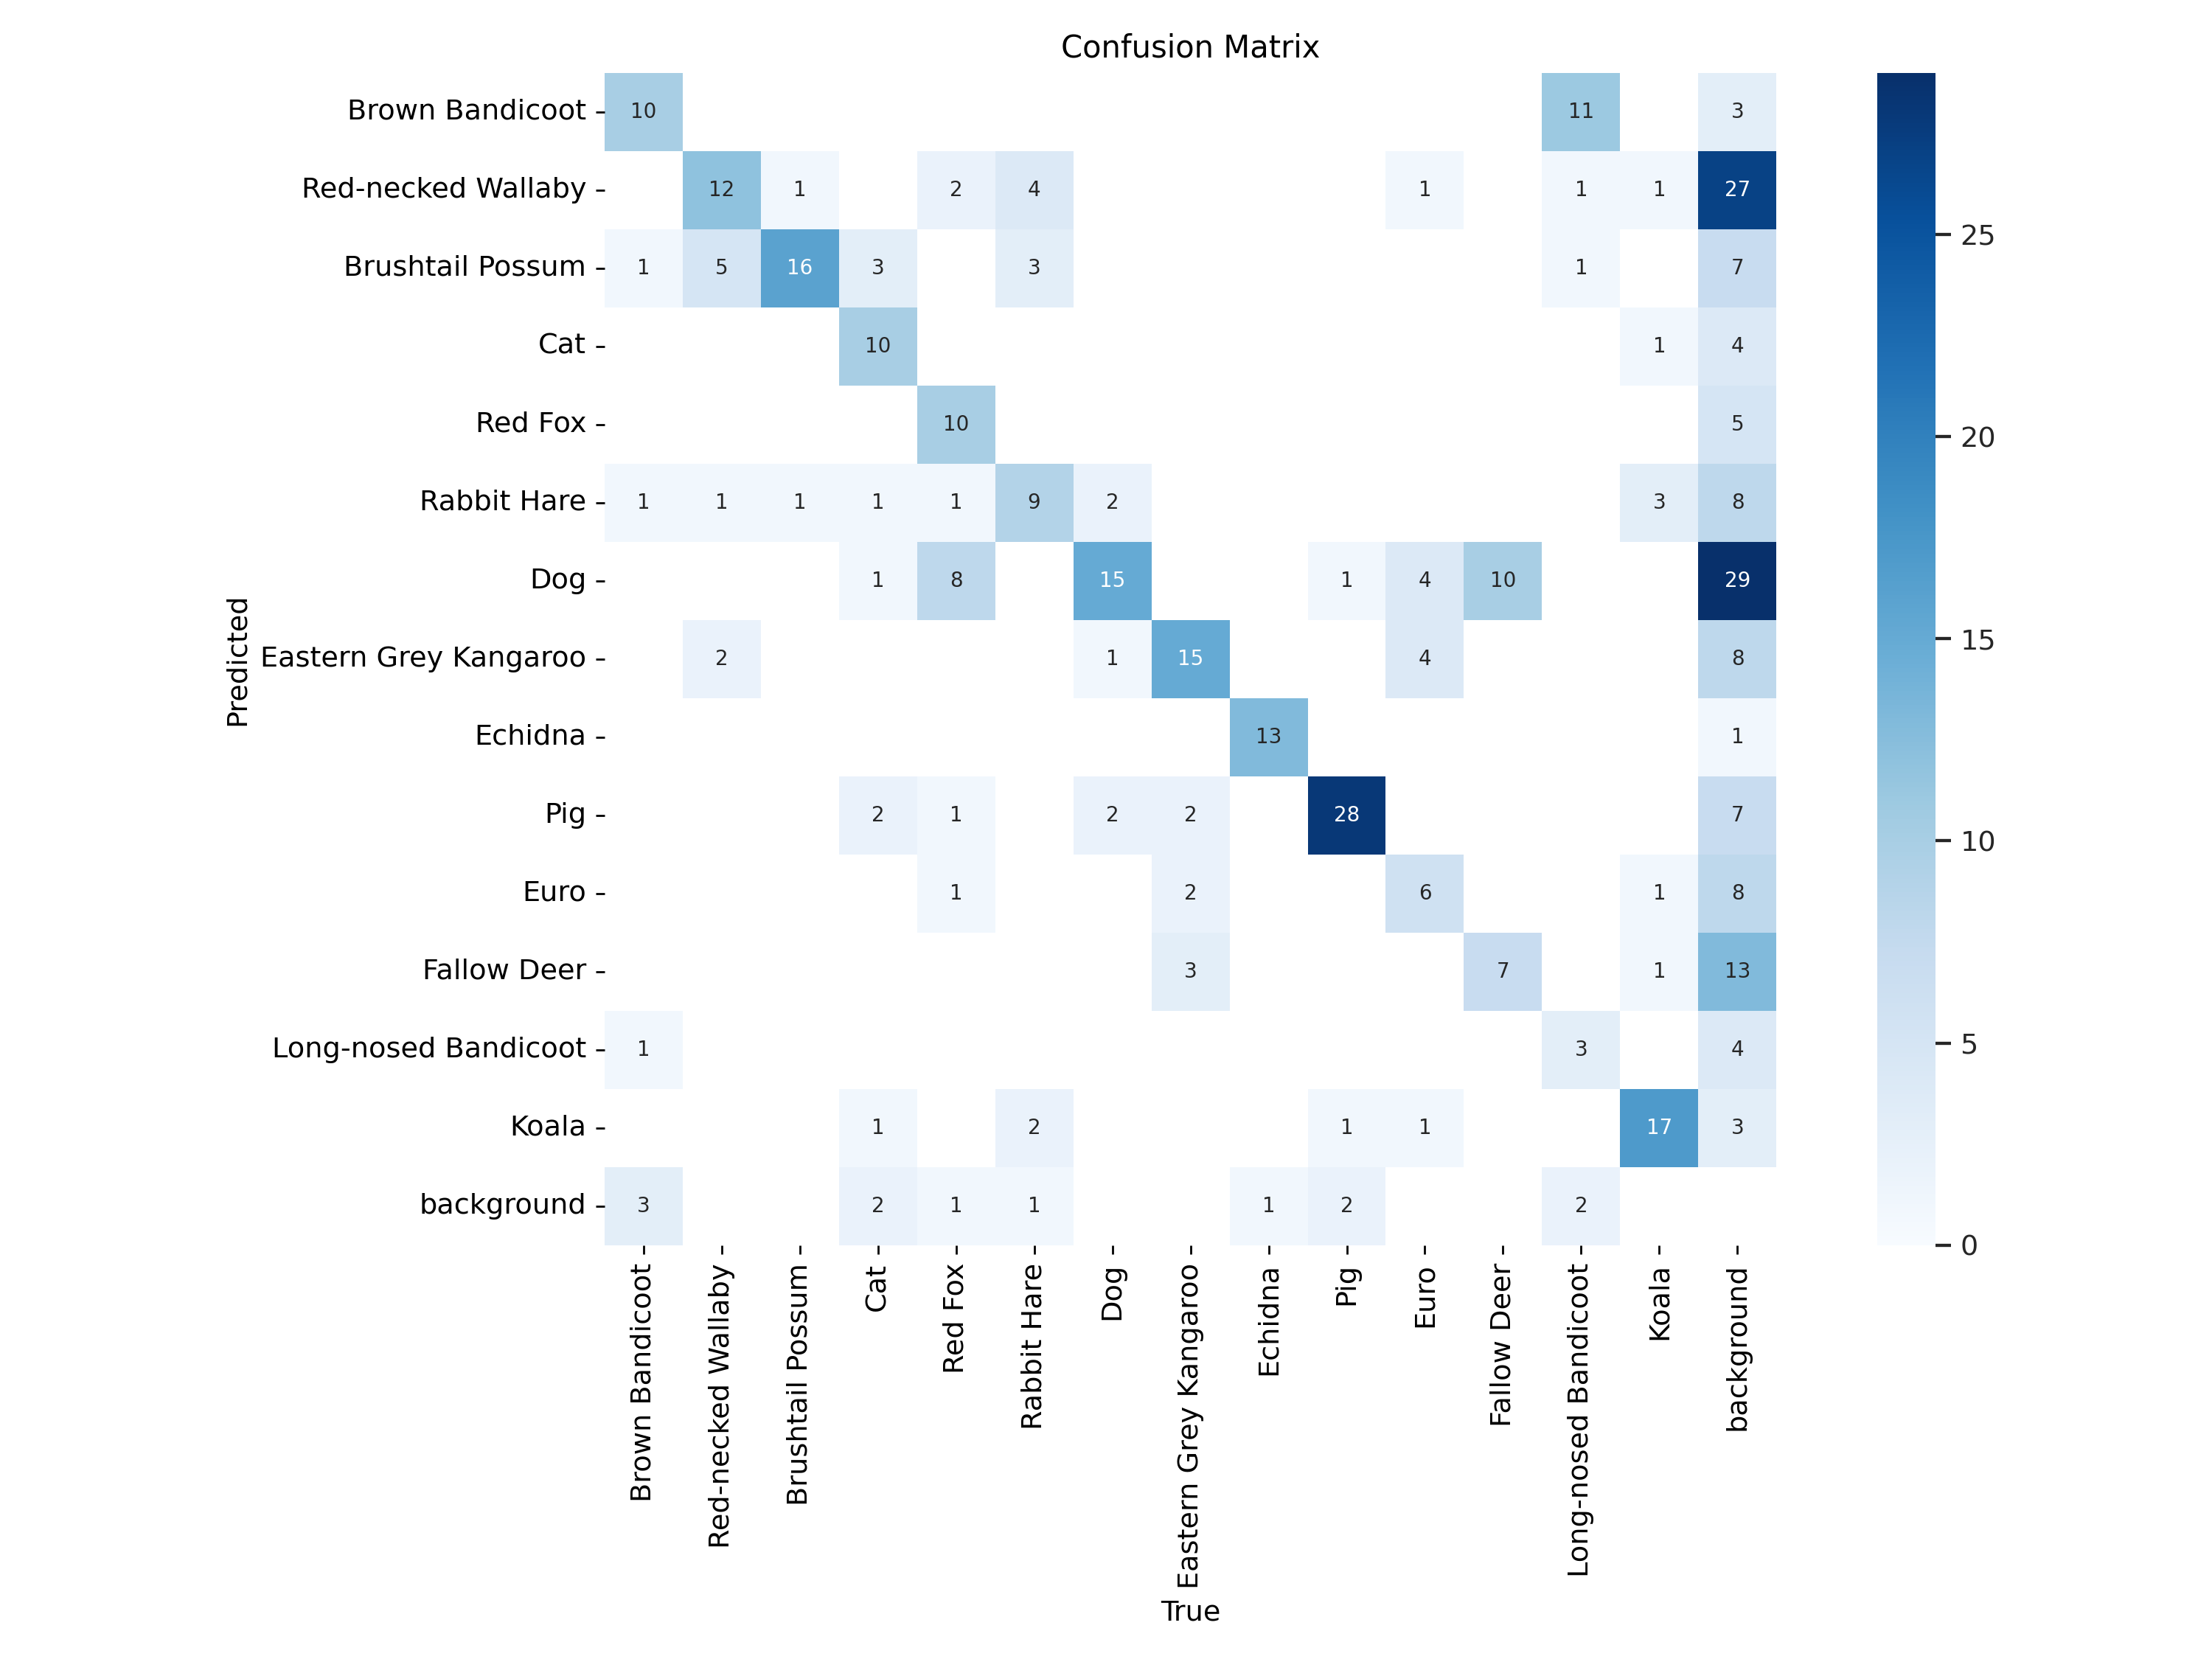 Confusion Matrix
Predicted
Brown Bandicoot 10 11 3
Red-necked Wallaby 12 1 2 4 1 1 1 27
Brushtail Possum 1 5 16 3 3 1 7
Cat 10 1 4
Red Fox 10 5
Rabbit Hare 1 1 1 1 1 9 2 3 8
Dog 1 8 15 1 4 10 29
Eastern Grey Kangaroo 2 1 15 4 8
Echidna 13 1
Pig 2 1 2 2 28 7
Euro 1 2 6 1 8
Fallow Deer 3 7 1 13
Long-nosed Bandicoot 1 3 4
Koala 1 2 1 1 17 3
background 3 2 1 1 1 2 2
Brown Bandicoot
Red-necked Wallaby
Brushtail Possum
Cat
Red Fox
Rabbit Hare
Dog
Eastern Grey Kangaroo
Echidna
Pig
Euro
Fallow Deer
Long-nosed Bandicoot
Koala
background
True
25
20
15
10
5
0